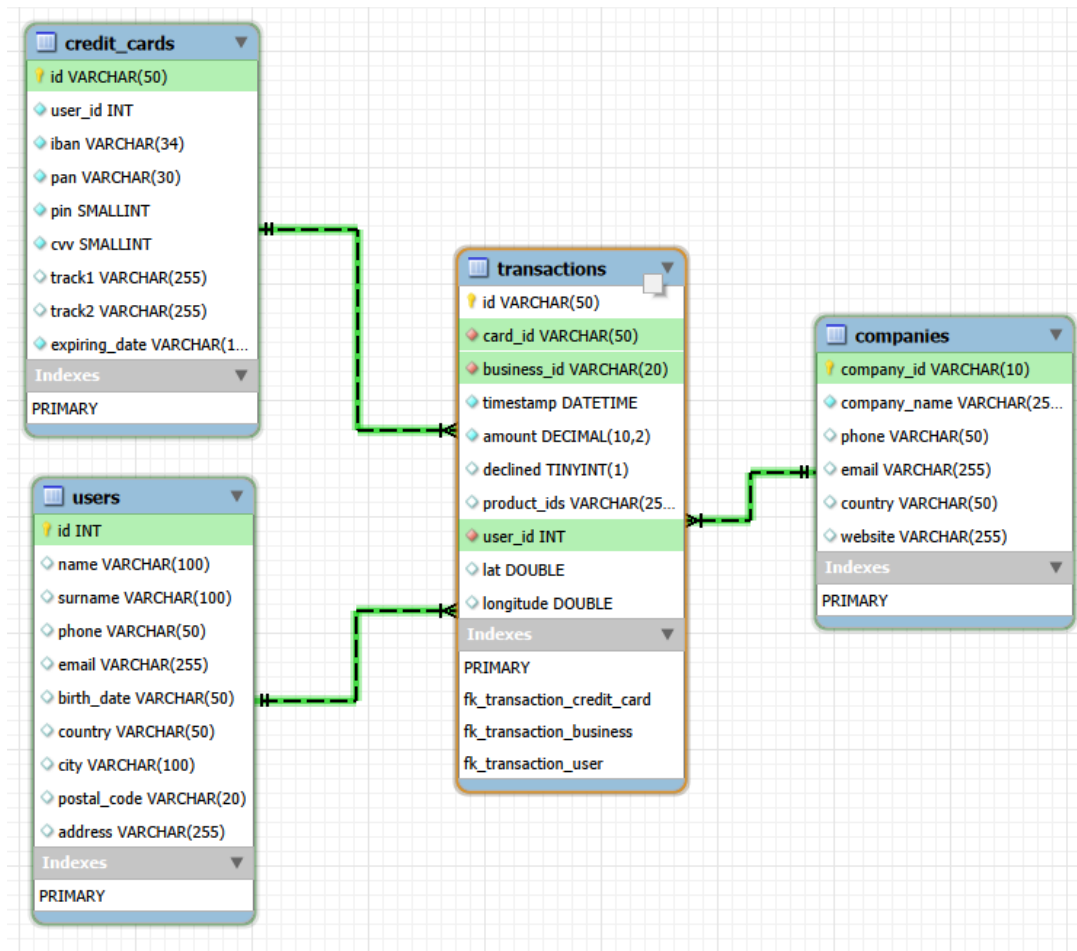 credit_cards
id VARCHAR(50)
user_id INT
iban VARCHAR(34)
pan VARCHAR(30)
pin SMALLINT
cvv SMALLINT
track1 VARCHAR(255)
track2 VARCHAR(255)
expiring_date VARCHAR(1...
Indexes
PRIMARY
users
id INT
name VARCHAR(100)
surname VARCHAR(100)
phone VARCHAR(50)
email VARCHAR(255)
birth_date VARCHAR(50)
country VARCHAR(50)
city VARCHAR(100)
postal_code VARCHAR(20)
address VARCHAR(255)
Indexes
PRIMARY
transactions
id VARCHAR(50)
card_id VARCHAR(50)
business_id VARCHAR(20)
timestamp DATETIME
amount DECIMAL(10,2)
declined TINYINT(1)
product_ids VARCHAR(25...
user_id INT
lat DOUBLE
longitude DOUBLE
Indexes
PRIMARY
fk_transaction_credit_card
fk_transaction_business
fk_transaction_user
companies
company_id VARCHAR(10)
company_name VARCHAR(25...
phone VARCHAR(50)
email VARCHAR(255)
country VARCHAR(50)
website VARCHAR(255)
Indexes
PRIMARY